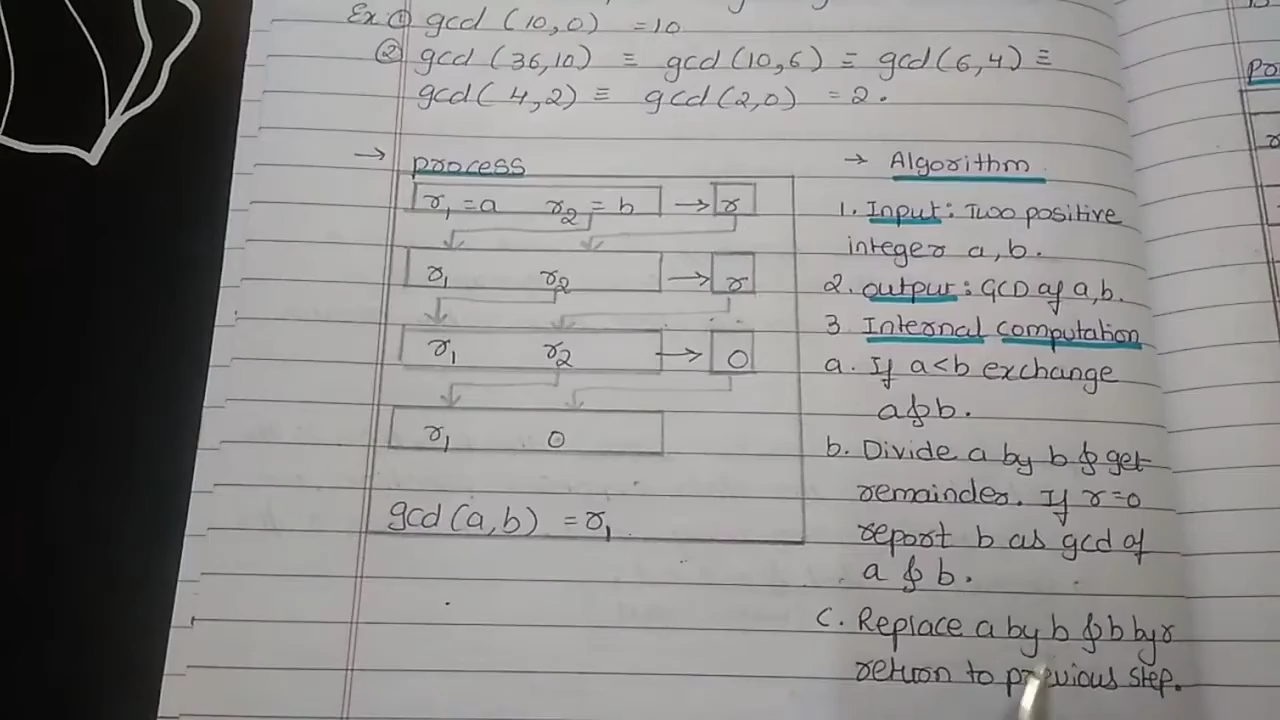 Ex. ① gcd (10,0) =10
② gcd (36,10) ≡ gcd(10,6) ≡ gcd(6,4) ≡
gcd(4,2) ≡ gcd(2,0) =2.
→ process
r₁=a r₂=b → r
r₁ r₂ → r
r₁ r₂ → 0
r₁ 0
gcd(a,b) =r₁
→ Algorithm
1. Input: Two positive
integer a, b.
2. output: GCD of a,b.
3 Internal computation
a. If a<b exchange
a & b.
b. Divide a by b & get
remainder. If r=0
report b as gcd of
a & b.
c. Replace a by b & b by r
return to previous step.